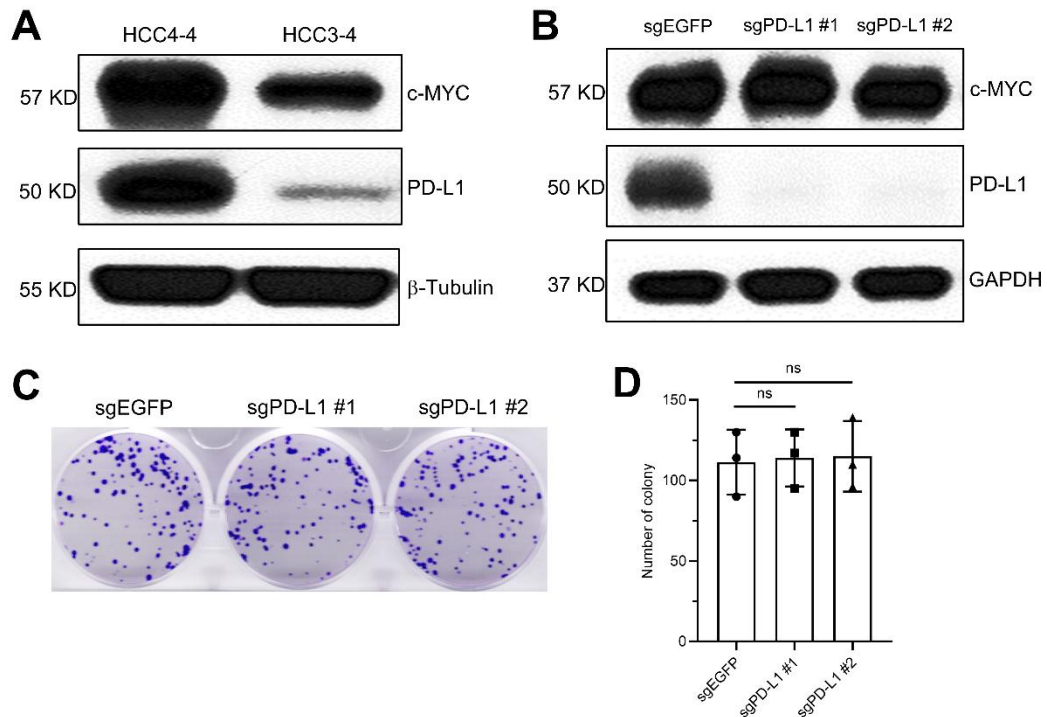 A
HCC4-4 HCC3-4
57 KD c-MYC
50 KD PD-L1
55 KD β-Tubulin
B
sgEGFP sgPD-L1 #1 sgPD-L1 #2
57 KD c-MYC
50 KD PD-L1
37 KD GAPDH
C
sgEGFP sgPD-L1 #1 sgPD-L1 #2
D
ns
ns
150
100
50
0
Number of colony
sgEGFP
sgPD-L1 #1
sgPD-L1 #2